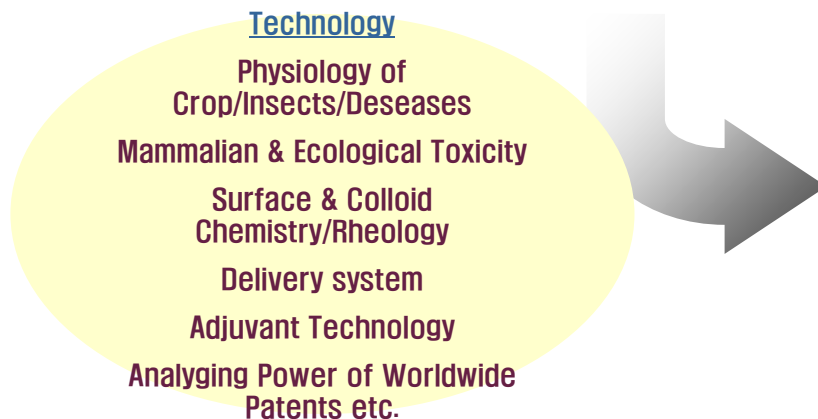 Technology
Physiology of
Crop/Insects/Deseases
Mammalian & Ecological Toxicity
Surface & Colloid
Chemistry/Rheology
Delivery system
Adjuvant Technology
Analyging Power of Worldwide
Patents etc.